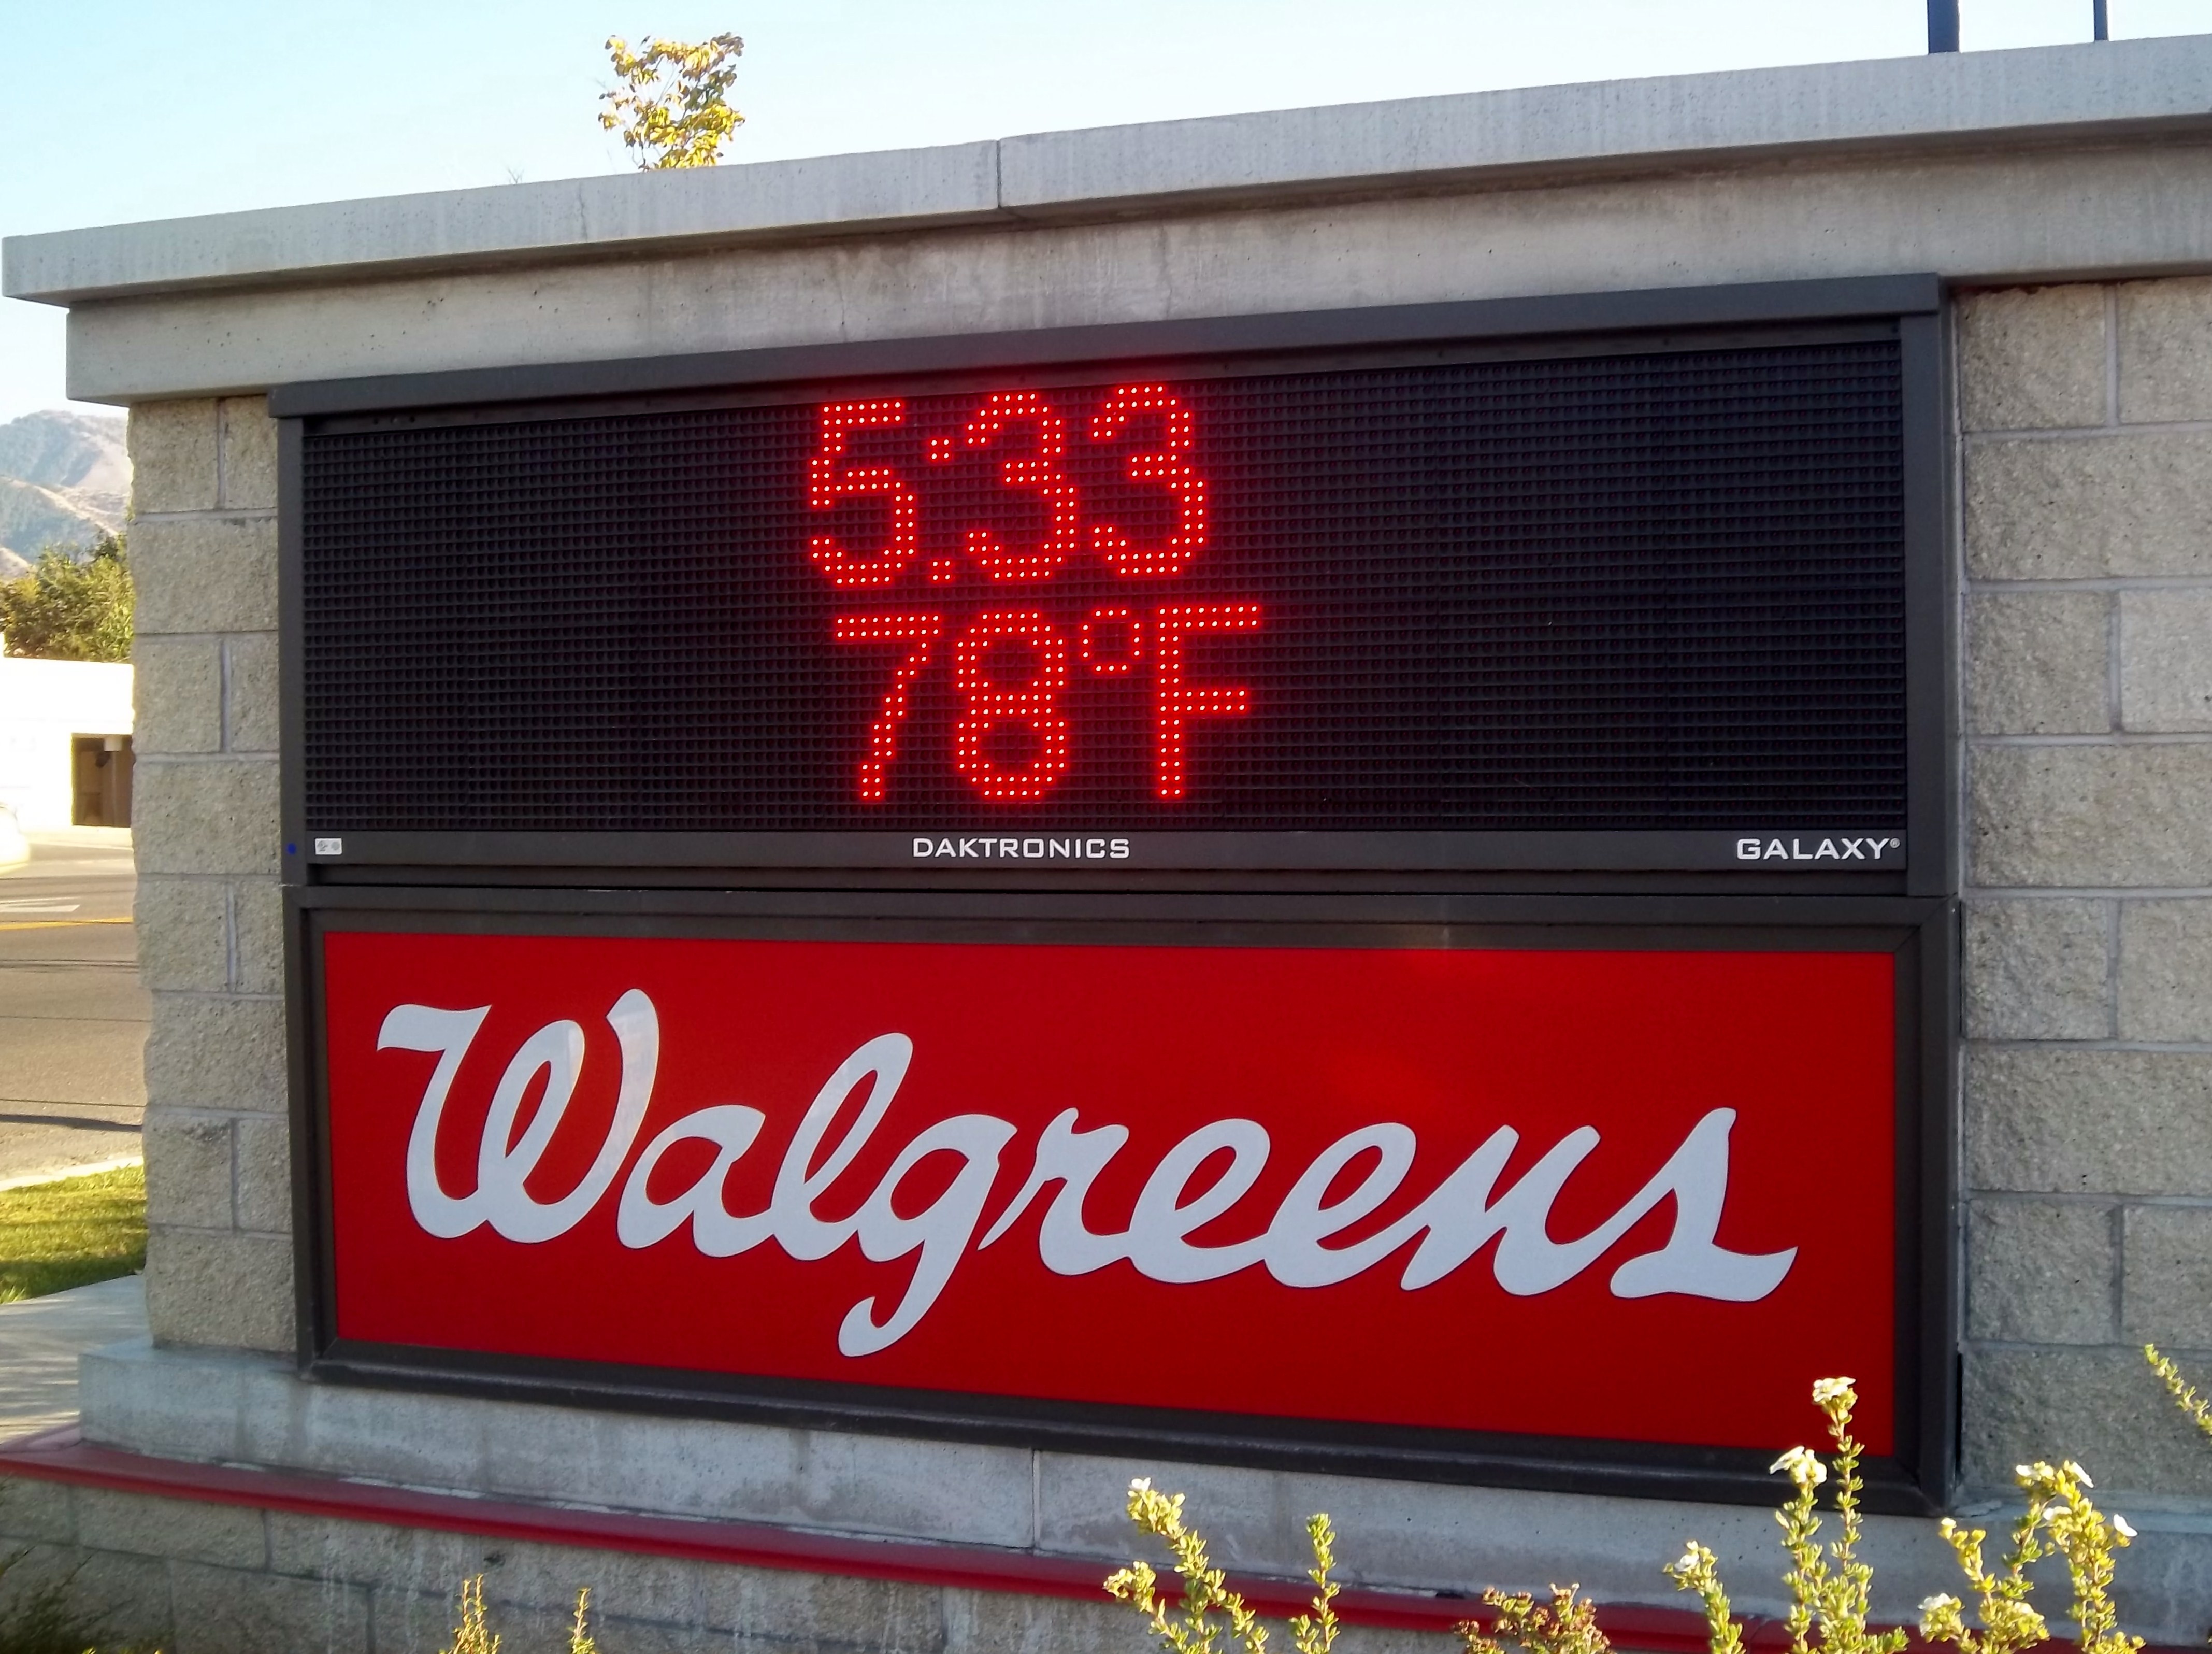 5:33
78°F
DAKTRONICS
GALAXY®
Walgreens